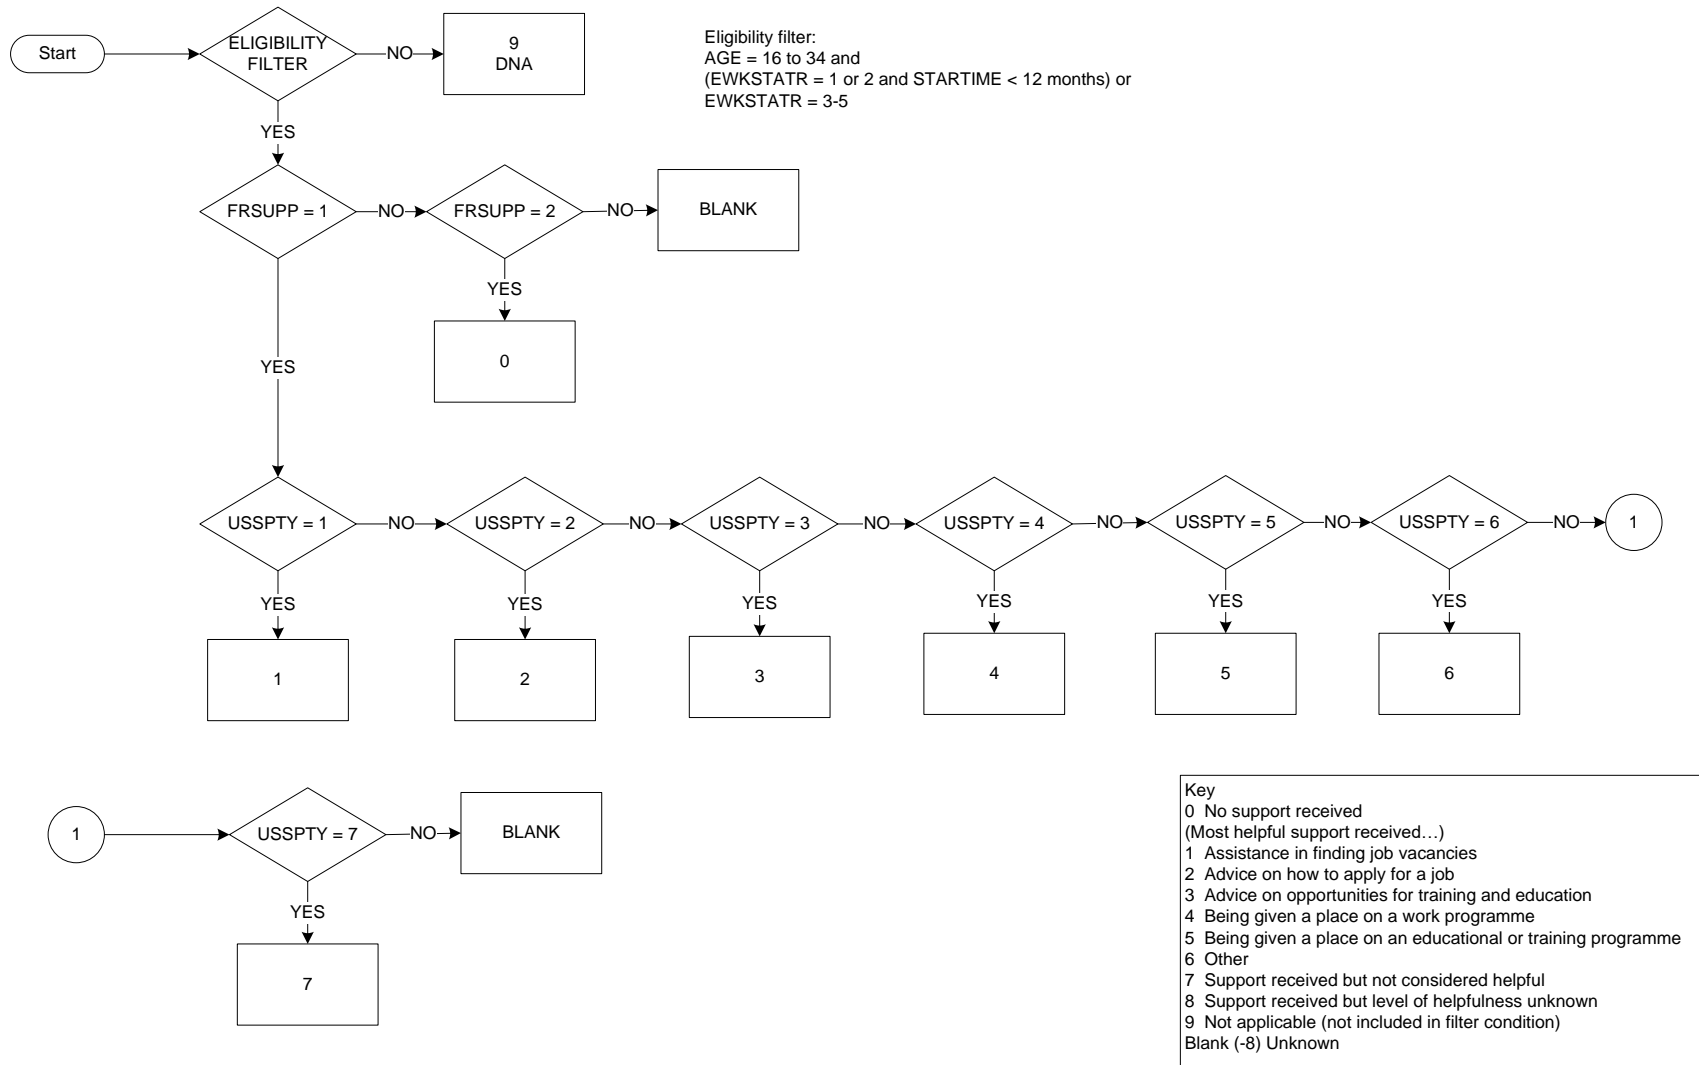 Start
ELIGIBILITY
FILTER
NO
9
DNA
Eligibility filter:
AGE = 16 to 34 and
(EWKSTATR = 1 or 2 and STARTIME < 12 months) or
EWKSTATR = 3-5
YES
FRSUPP = 1
NO
FRSUPP = 2
NO
BLANK
YES
0
YES
USSPTY = 1
NO
USSPTY = 2
NO
USSPTY = 3
NO
USSPTY = 4
NO
USSPTY = 5
NO
USSPTY = 6
NO
1
YES
YES
YES
YES
YES
YES
1
2
3
4
5
6
1
USSPTY = 7
NO
BLANK
YES
7
Key
0 No support received
(Most helpful support received…)
1 Assistance in finding job vacancies
2 Advice on how to apply for a job
3 Advice on opportunities for training and education
4 Being given a place on a work programme
5 Being given a place on an educational or training programme
6 Other
7 Support received but not considered helpful
8 Support received but level of helpfulness unknown
9 Not applicable (not included in filter condition)
Blank (-8) Unknown